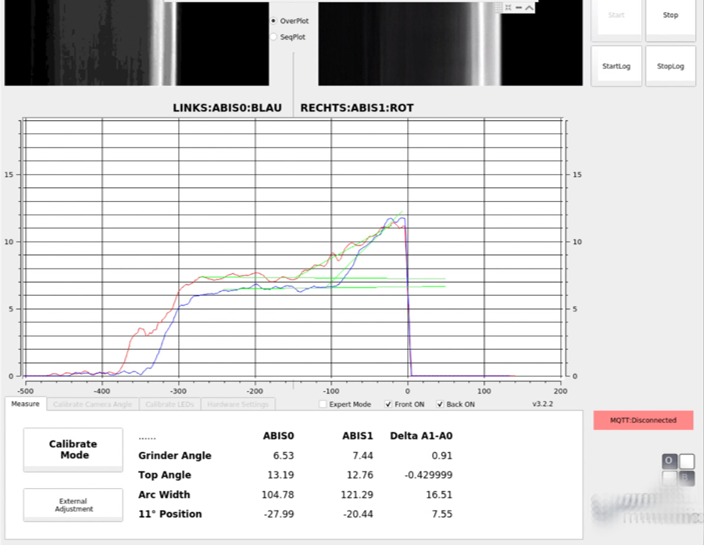 OverPlot
SeqPlot
Start Stop
StartLog StopLog
LINKS:ABIS0:BLAU RECHTS:ABIS1:ROT
15 15
10 10
5 5
0 0
-500 -400 -300 -200 -100 0 100 200
Measure Calibrate Camera Angle Calibrate LEDs Hardware Settings Expert Mode Front ON Back ON v3.2.2
MQTT:Disconnected
Calibrate
Mode
External
Adjustment
...... ABIS0 ABIS1 Delta A1-A0
Grinder Angle 6.53 7.44 0.91
Top Angle 13.19 12.76 -0.429999
Arc Width 104.78 121.29 16.51
11° Position -27.99 -20.44 7.55